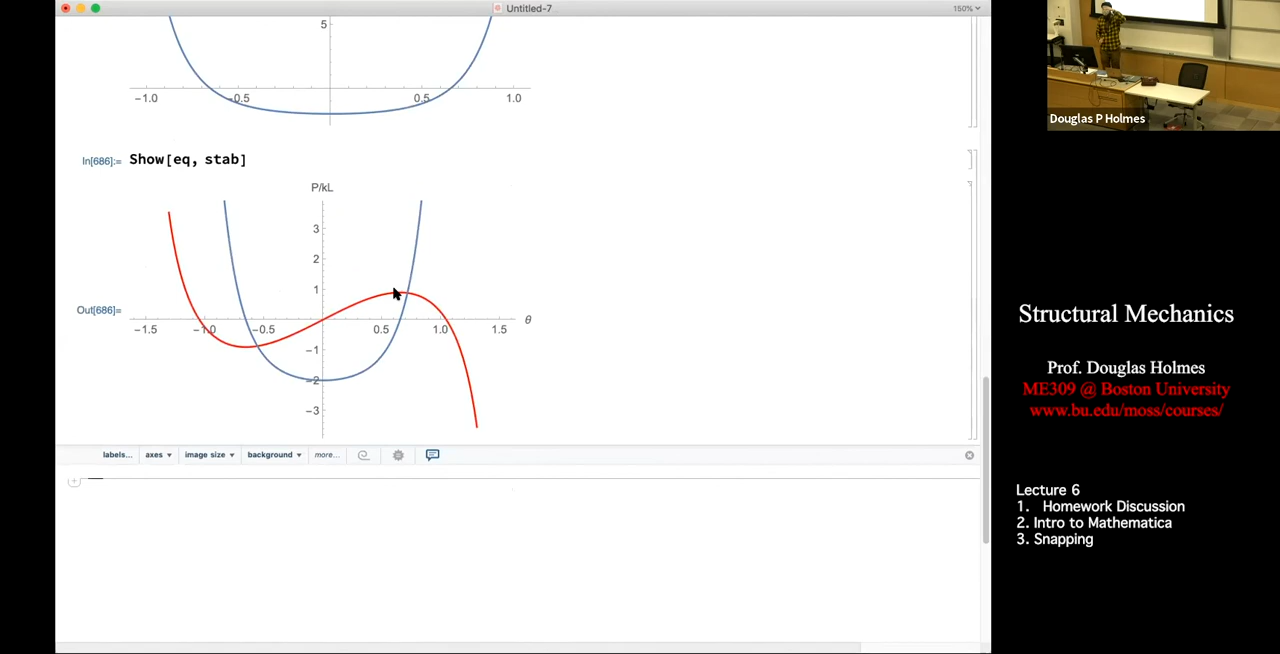 Untitled-7
150%
5
-1.0 -0.5 0.5 1.0
In[686]:= Show[eq, stab]
P/kL
3
2
1
Out[686]=
-1.5 -1.0 -0.5 0.5 1.0 1.5 θ
-1
-2
-3
labels... axes image size background more...
Douglas P Holmes
Structural Mechanics
Prof. Douglas Holmes
ME309 @ Boston University
www.bu.edu/moss/courses/
Lecture 6
1. Homework Discussion
2. Intro to Mathematica
3. Snapping